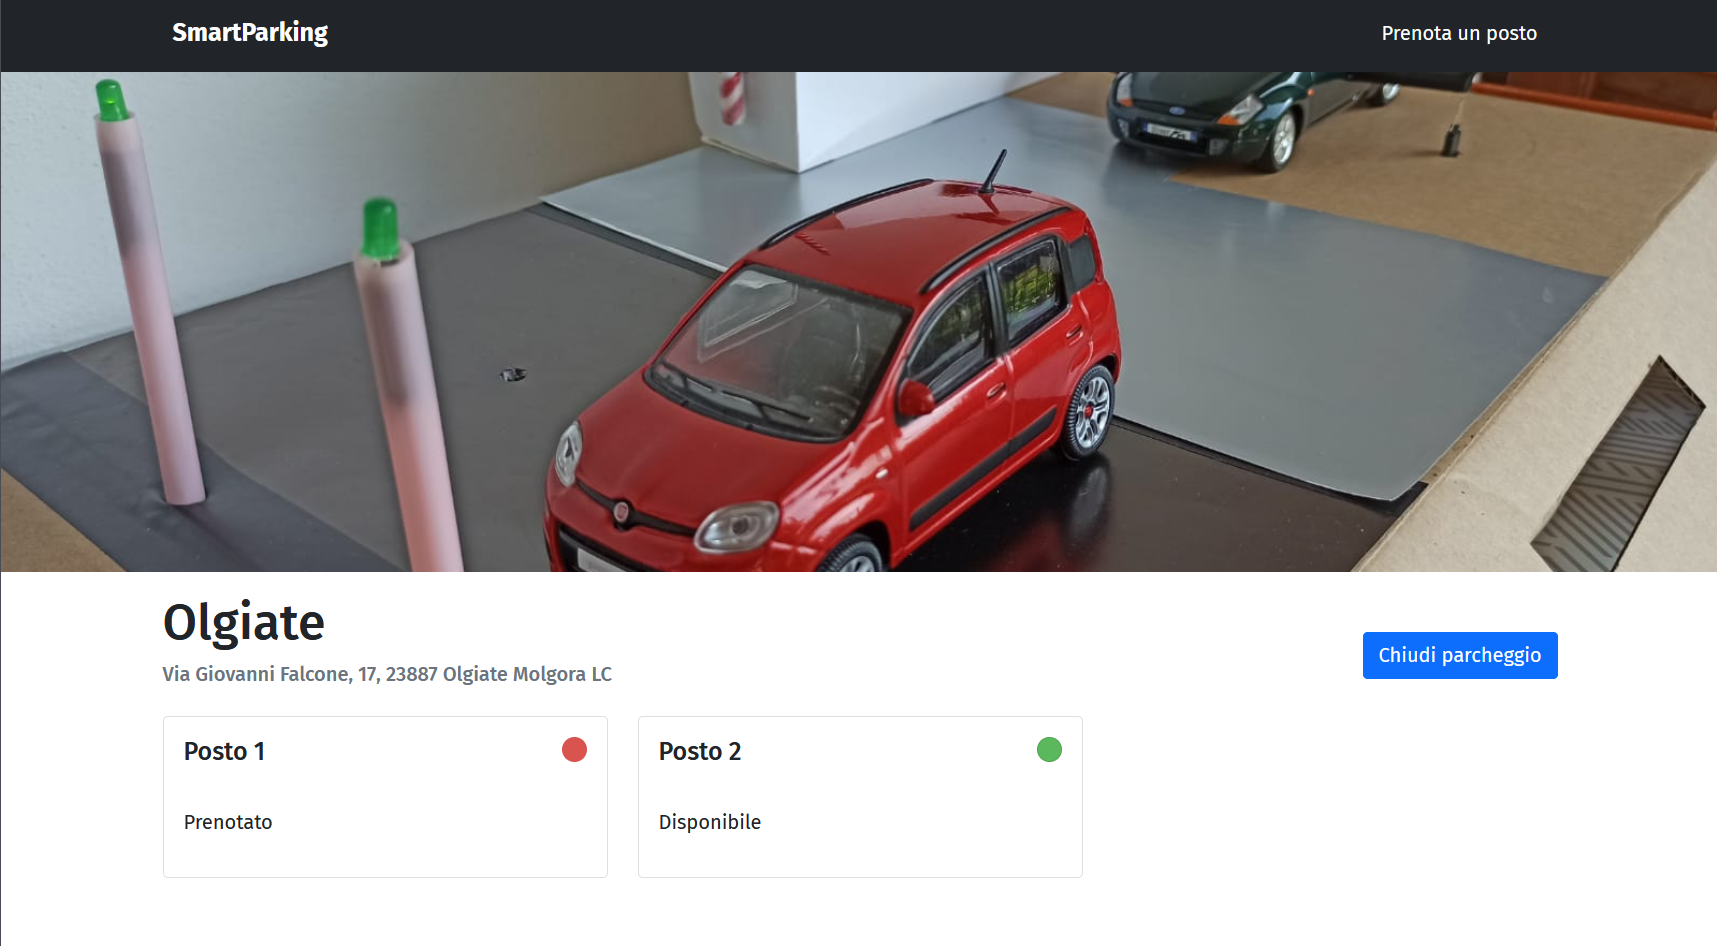 SmartParking
Prenota un posto
Olgiate
Via Giovanni Falcone, 17, 23887 Olgiate Molgora LC
Chiudi parcheggio
Posto 1
Prenotato
Posto 2
Disponibile